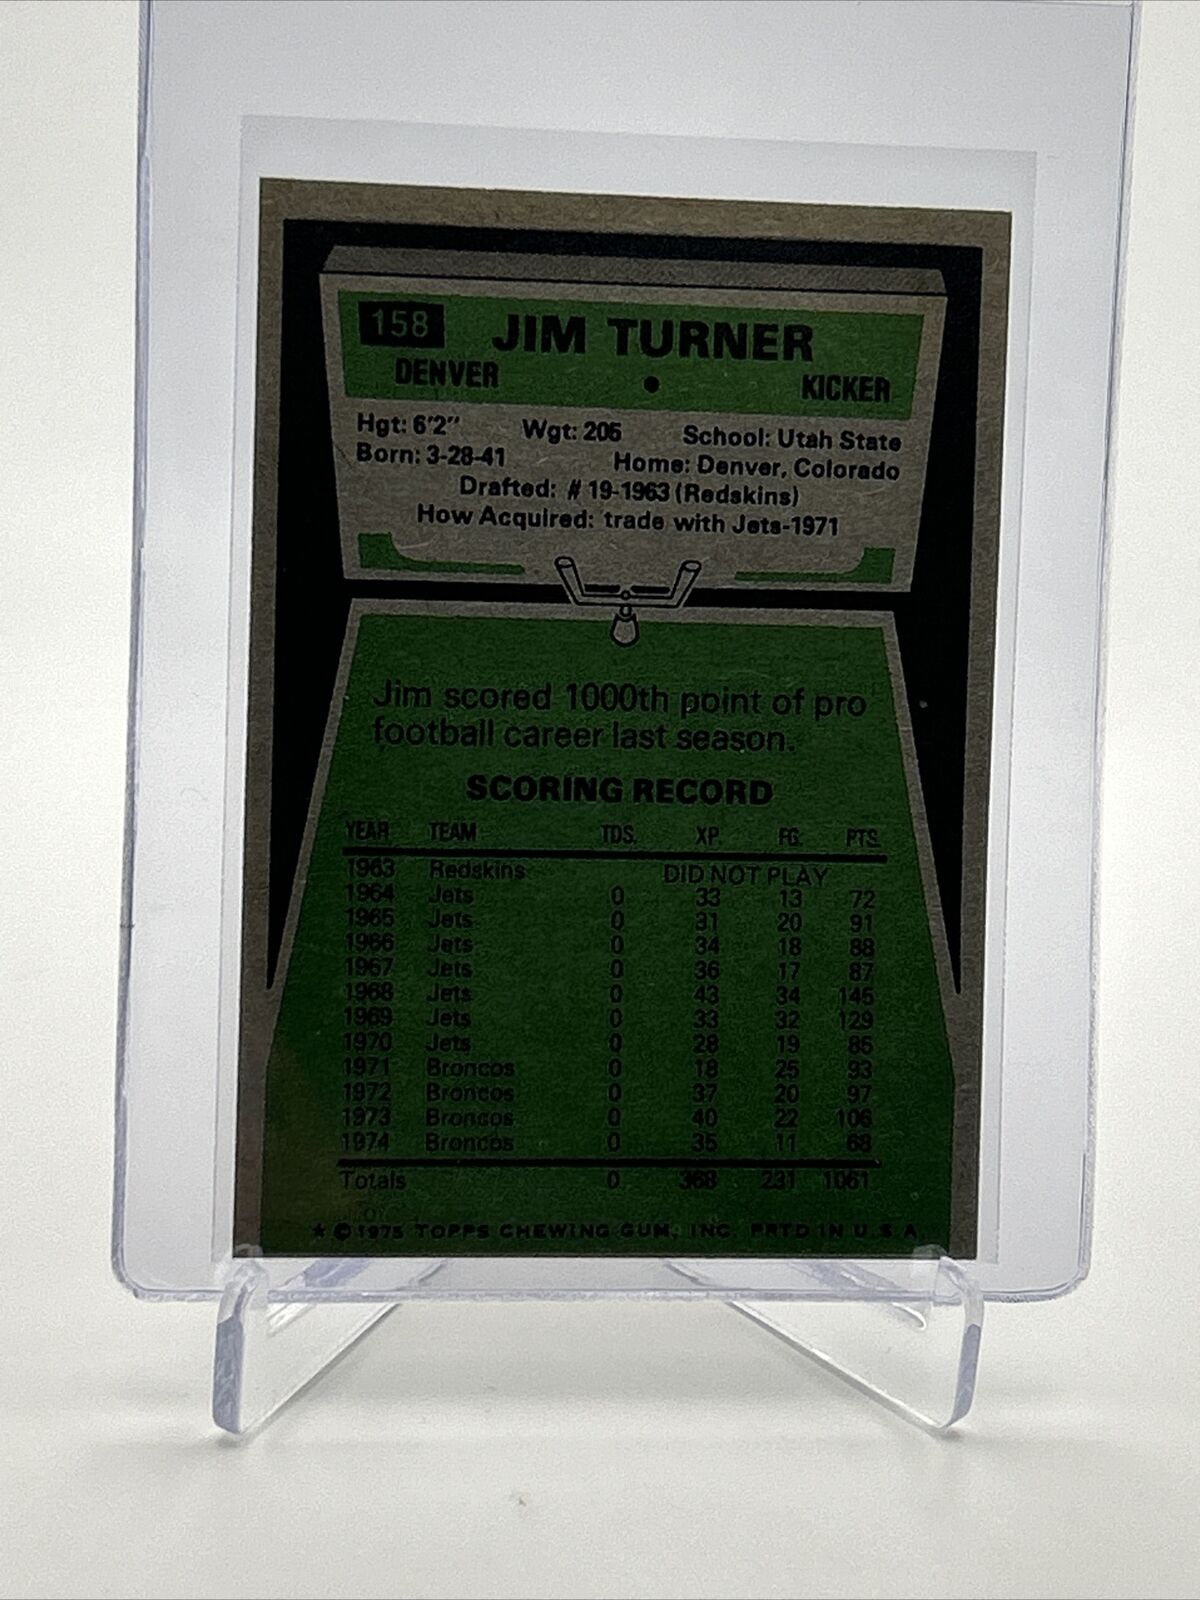 158 JIM TURNER
DENVER • KICKER
Hgt: 6'2" Wgt: 205 School: Utah State
Born: 3-28-41 Home: Denver, Colorado
Drafted: # 19-1963 (Redskins)
How Acquired: trade with Jets-1971
Jim scored 1000th point of pro
football career last season.
SCORING RECORD
YEAR TEAM TDS. XP. FG. PTS.
1963 Redskins DID NOT PLAY
1964 Jets 0 33 13 72
1965 Jets 0 31 20 91
1966 Jets 0 34 18 88
1967 Jets 0 36 17 87
1968 Jets 0 43 34 145
1969 Jets 0 33 32 129
1970 Jets 0 28 19 85
1971 Broncos 0 18 25 93
1972 Broncos 0 37 20 97
1973 Broncos 0 40 22 106
1974 Broncos 0 35 11 68
Totals 0 368 231 1061
★ © 1975 TOPPS CHEWING GUM, INC. PRTD IN U.S.A.